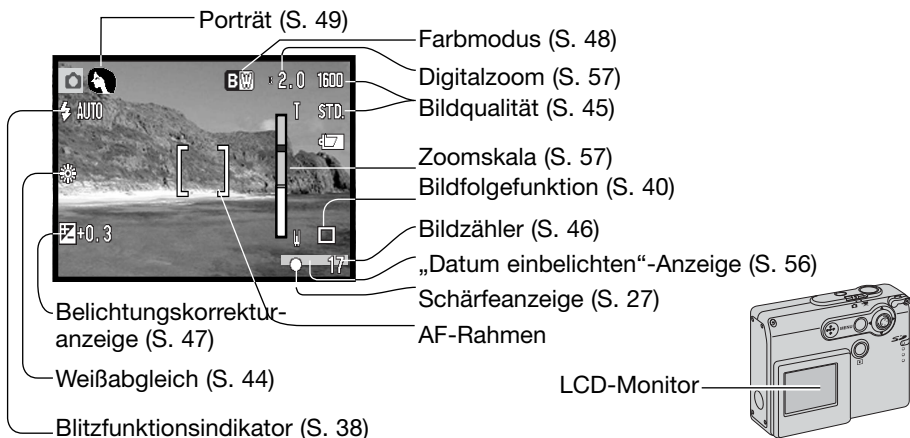 Porträt (S. 49)
Farbmodus (S. 48)
Digitalzoom (S. 57)
Bildqualität (S. 45)
Zoomskala (S. 57)
Bildfolgefunktion (S. 40)
Bildzähler (S. 46)
„Datum einbelichten“-Anzeige (S. 56)
Schärfeanzeige (S. 27)
AF-Rahmen
BW x2.0 1600
AUTO T STD.
+0.3 W
17
Belichtungskorrektur-
anzeige (S. 47)
Weißabgleich (S. 44)
Blitzfunktionsindikator (S. 38)
LCD-Monitor
MENU